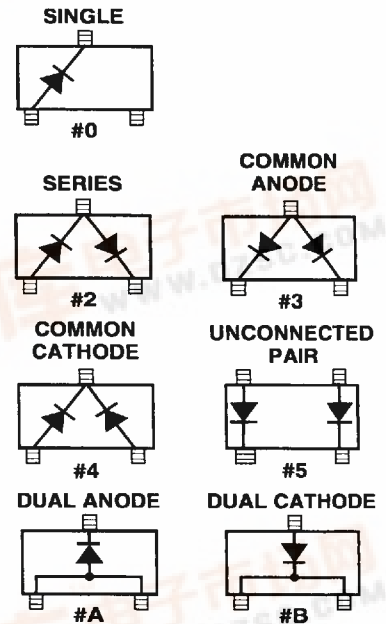 SINGLE
#0
SERIES
#2
COMMON
ANODE
#3
COMMON
CATHODE
#4
UNCONNECTED
PAIR
#5
DUAL ANODE
#A
DUAL CATHODE
#B